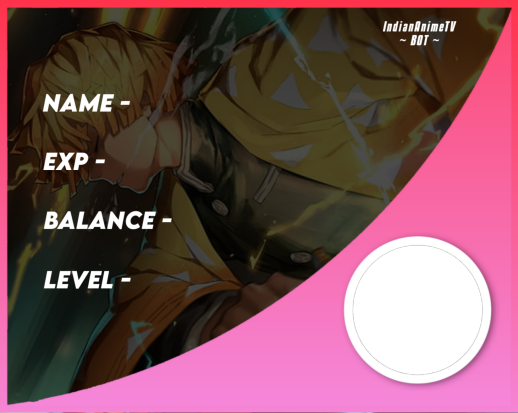 IndianAnimeTV
~ BOT ~
NAME -
EXP -
BALANCE -
LEVEL -